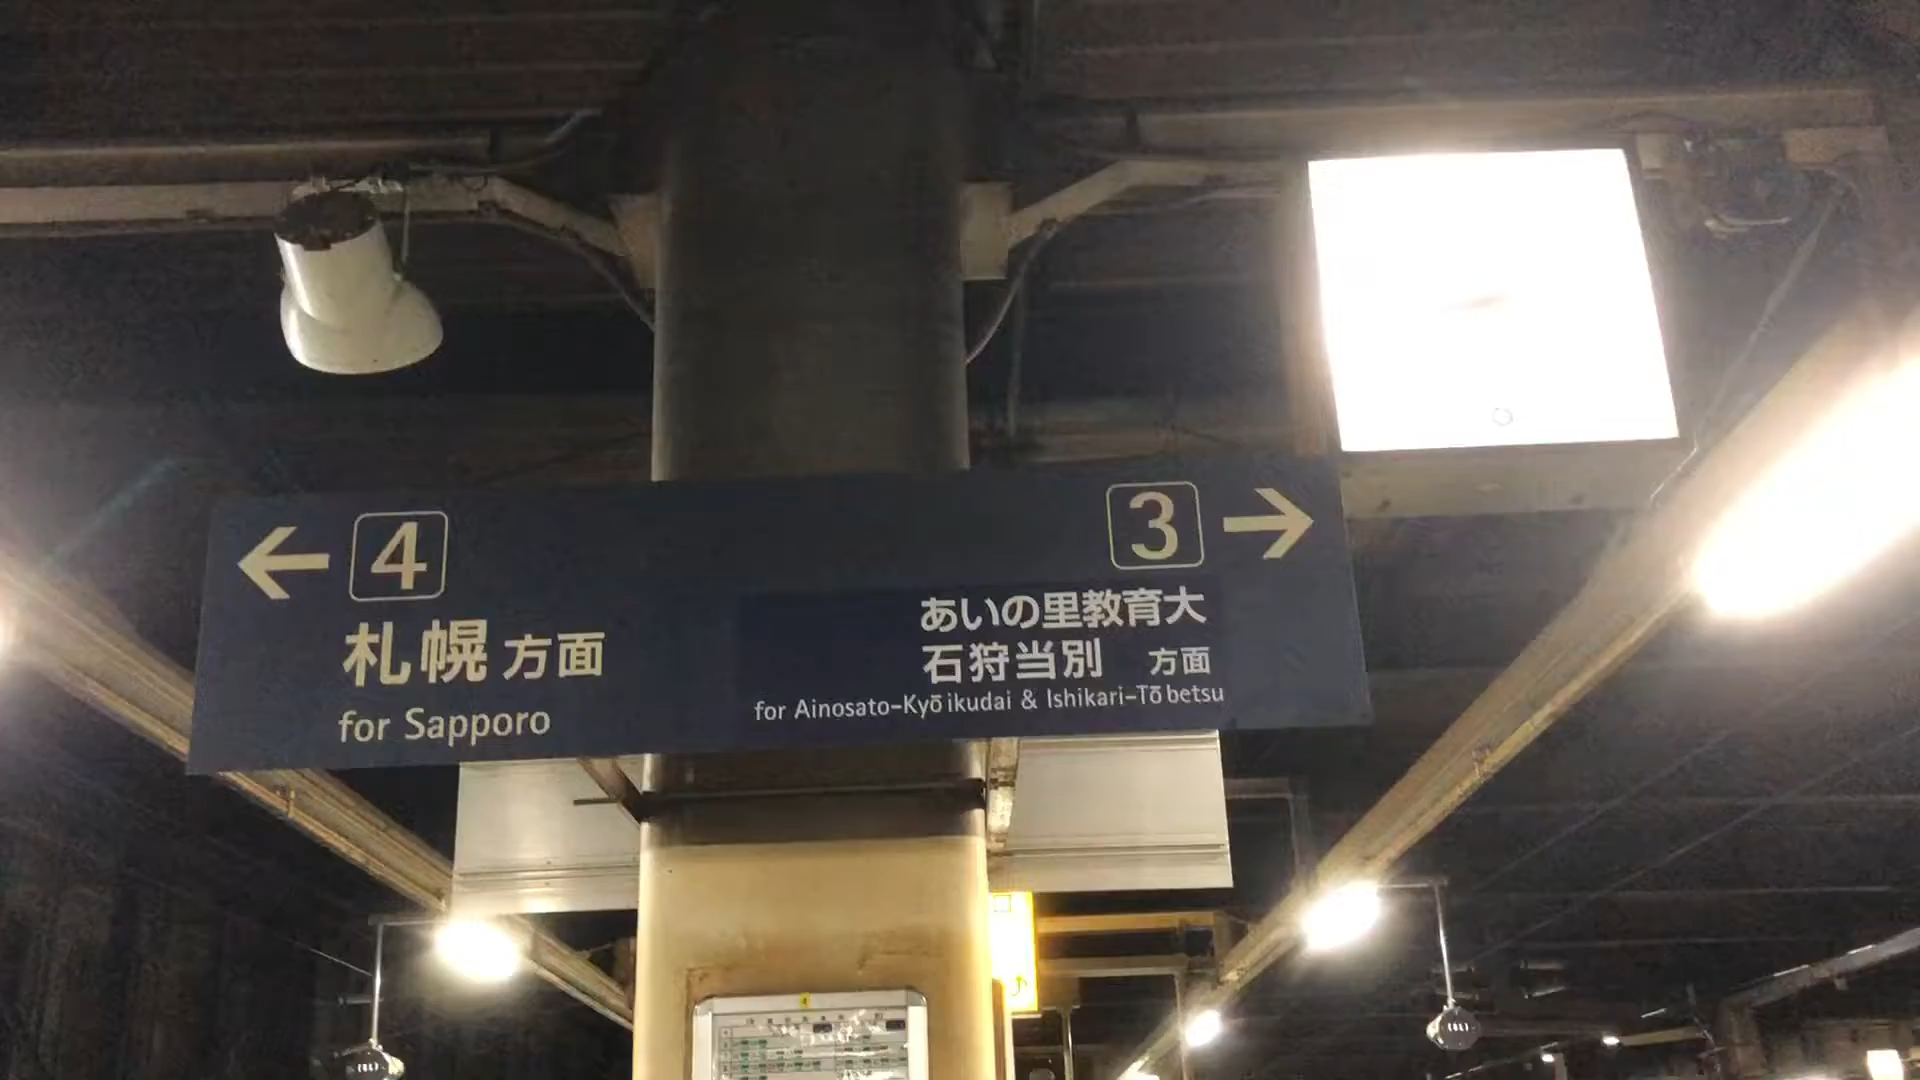 ← 4
札幌 方面
for Sapporo
3 →
あいの里教育大
石狩当別 方面
for Ainosato-Kyōikudai & Ishikari-Tōbetsu
4